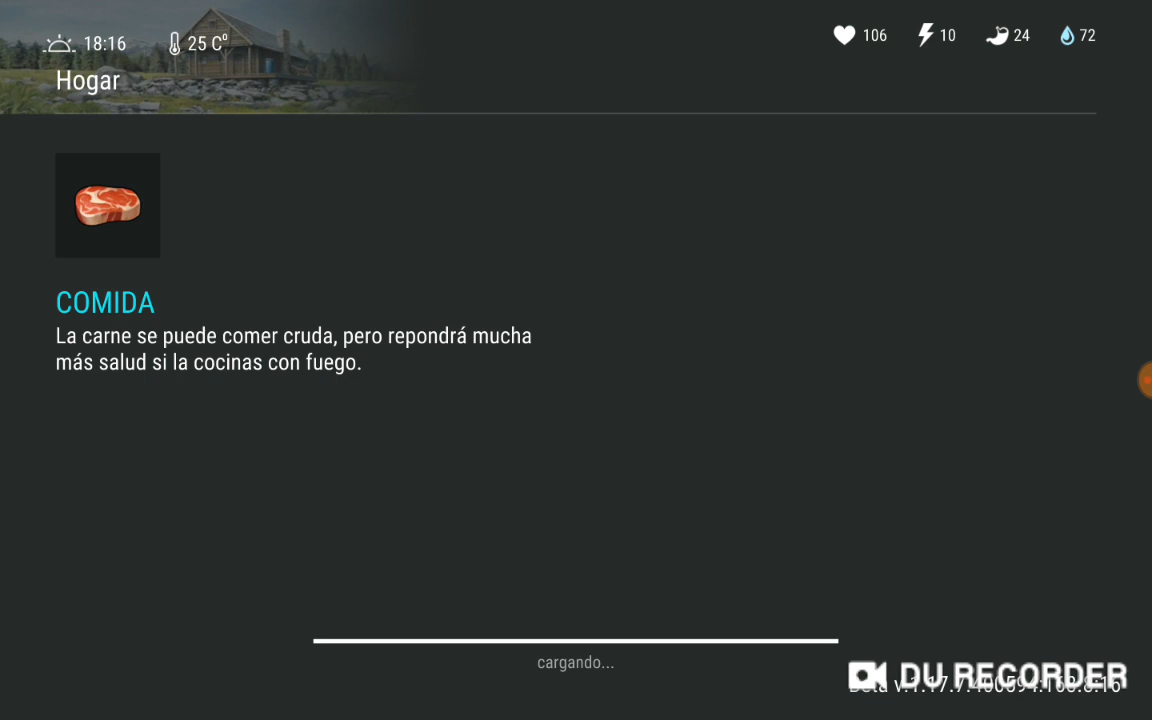 18:16
25 C°
106
10
24
72
Hogar
COMIDA
La carne se puede comer cruda, pero repondrá mucha
más salud si la cocinas con fuego.
cargando...
DU RECORDER